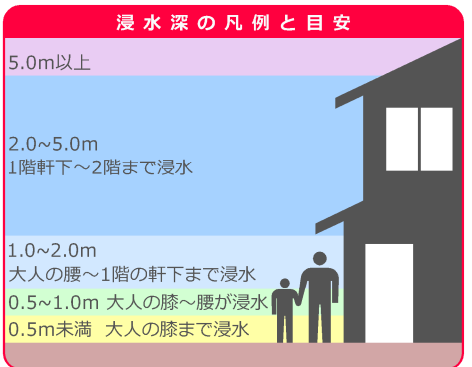 浸水深の凡例と目安
5.0m以上
2.0~5.0m
1階軒下～2階まで浸水
1.0~2.0m
大人の腰～1階の軒下まで浸水
0.5~1.0m 大人の膝～腰が浸水
0.5m未満 大人の膝まで浸水